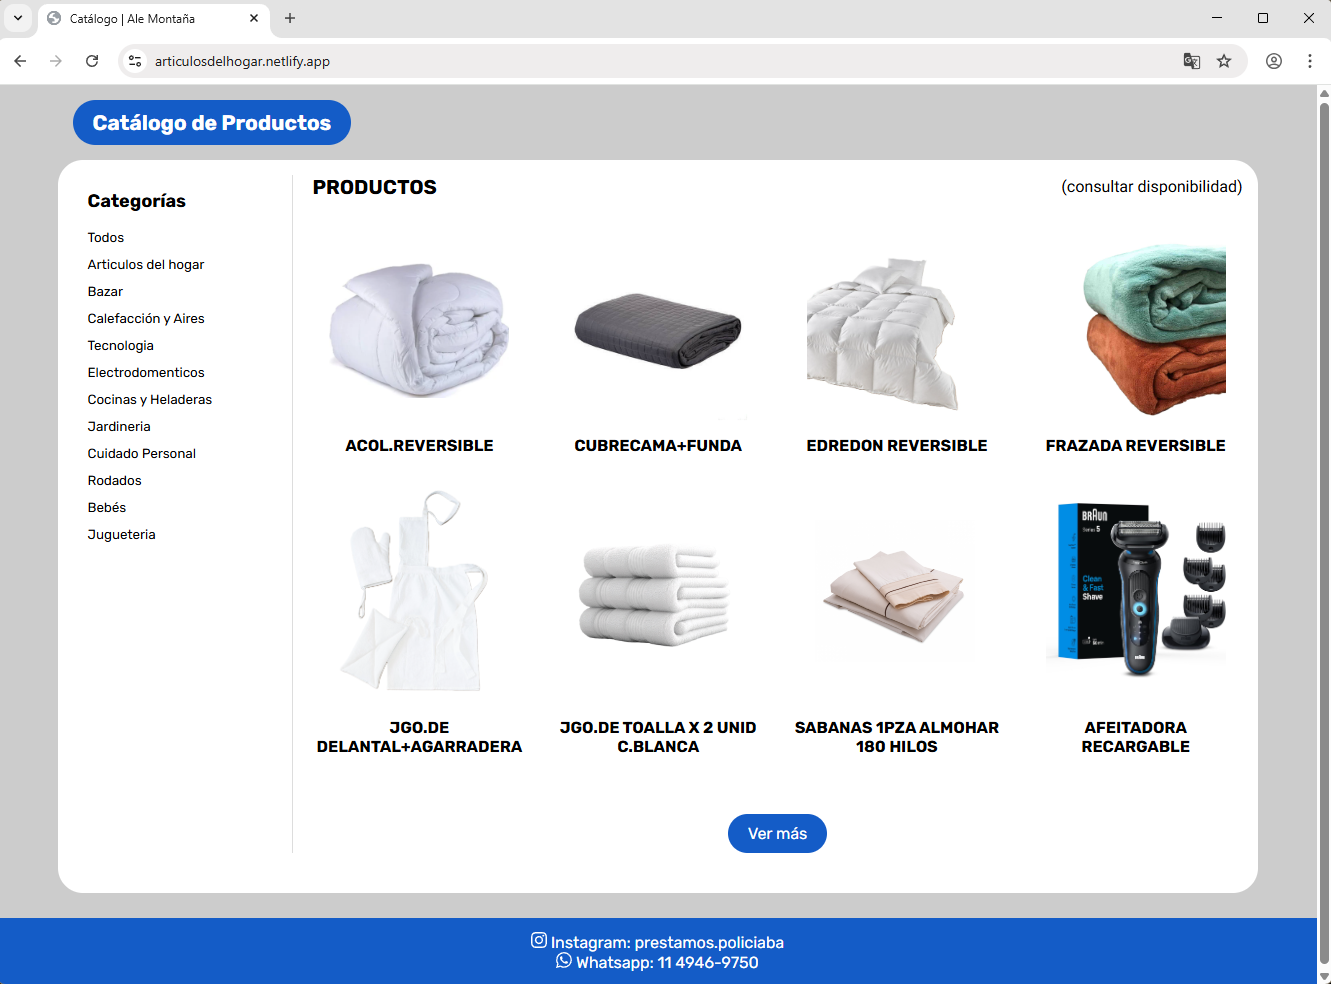 Catálogo | Ale Montaña
articulosdelhogar.netlify.app
Catálogo de Productos
Categorías
Todos
Articulos del hogar
Bazar
Calefacción y Aires
Tecnologia
Electrodomenticos
Cocinas y Heladeras
Jardineria
Cuidado Personal
Rodados
Bebés
Jugueteria
PRODUCTOS
(consultar disponibilidad)
ACOL.REVERSIBLE
CUBRECAMA+FUNDA
EDREDON REVERSIBLE
FRAZADA REVERSIBLE
BRAUN
Series 5
Clean
& Fast
Shave
JGO.DE
DELANTAL+AGARRADERA
JGO.DE TOALLA X 2 UNID
C.BLANCA
SABANAS 1PZA ALMOHAR
180 HILOS
AFEITADORA
RECARGABLE
Ver más
Instagram: prestamos.policiaba
Whatsapp: 11 4946-9750